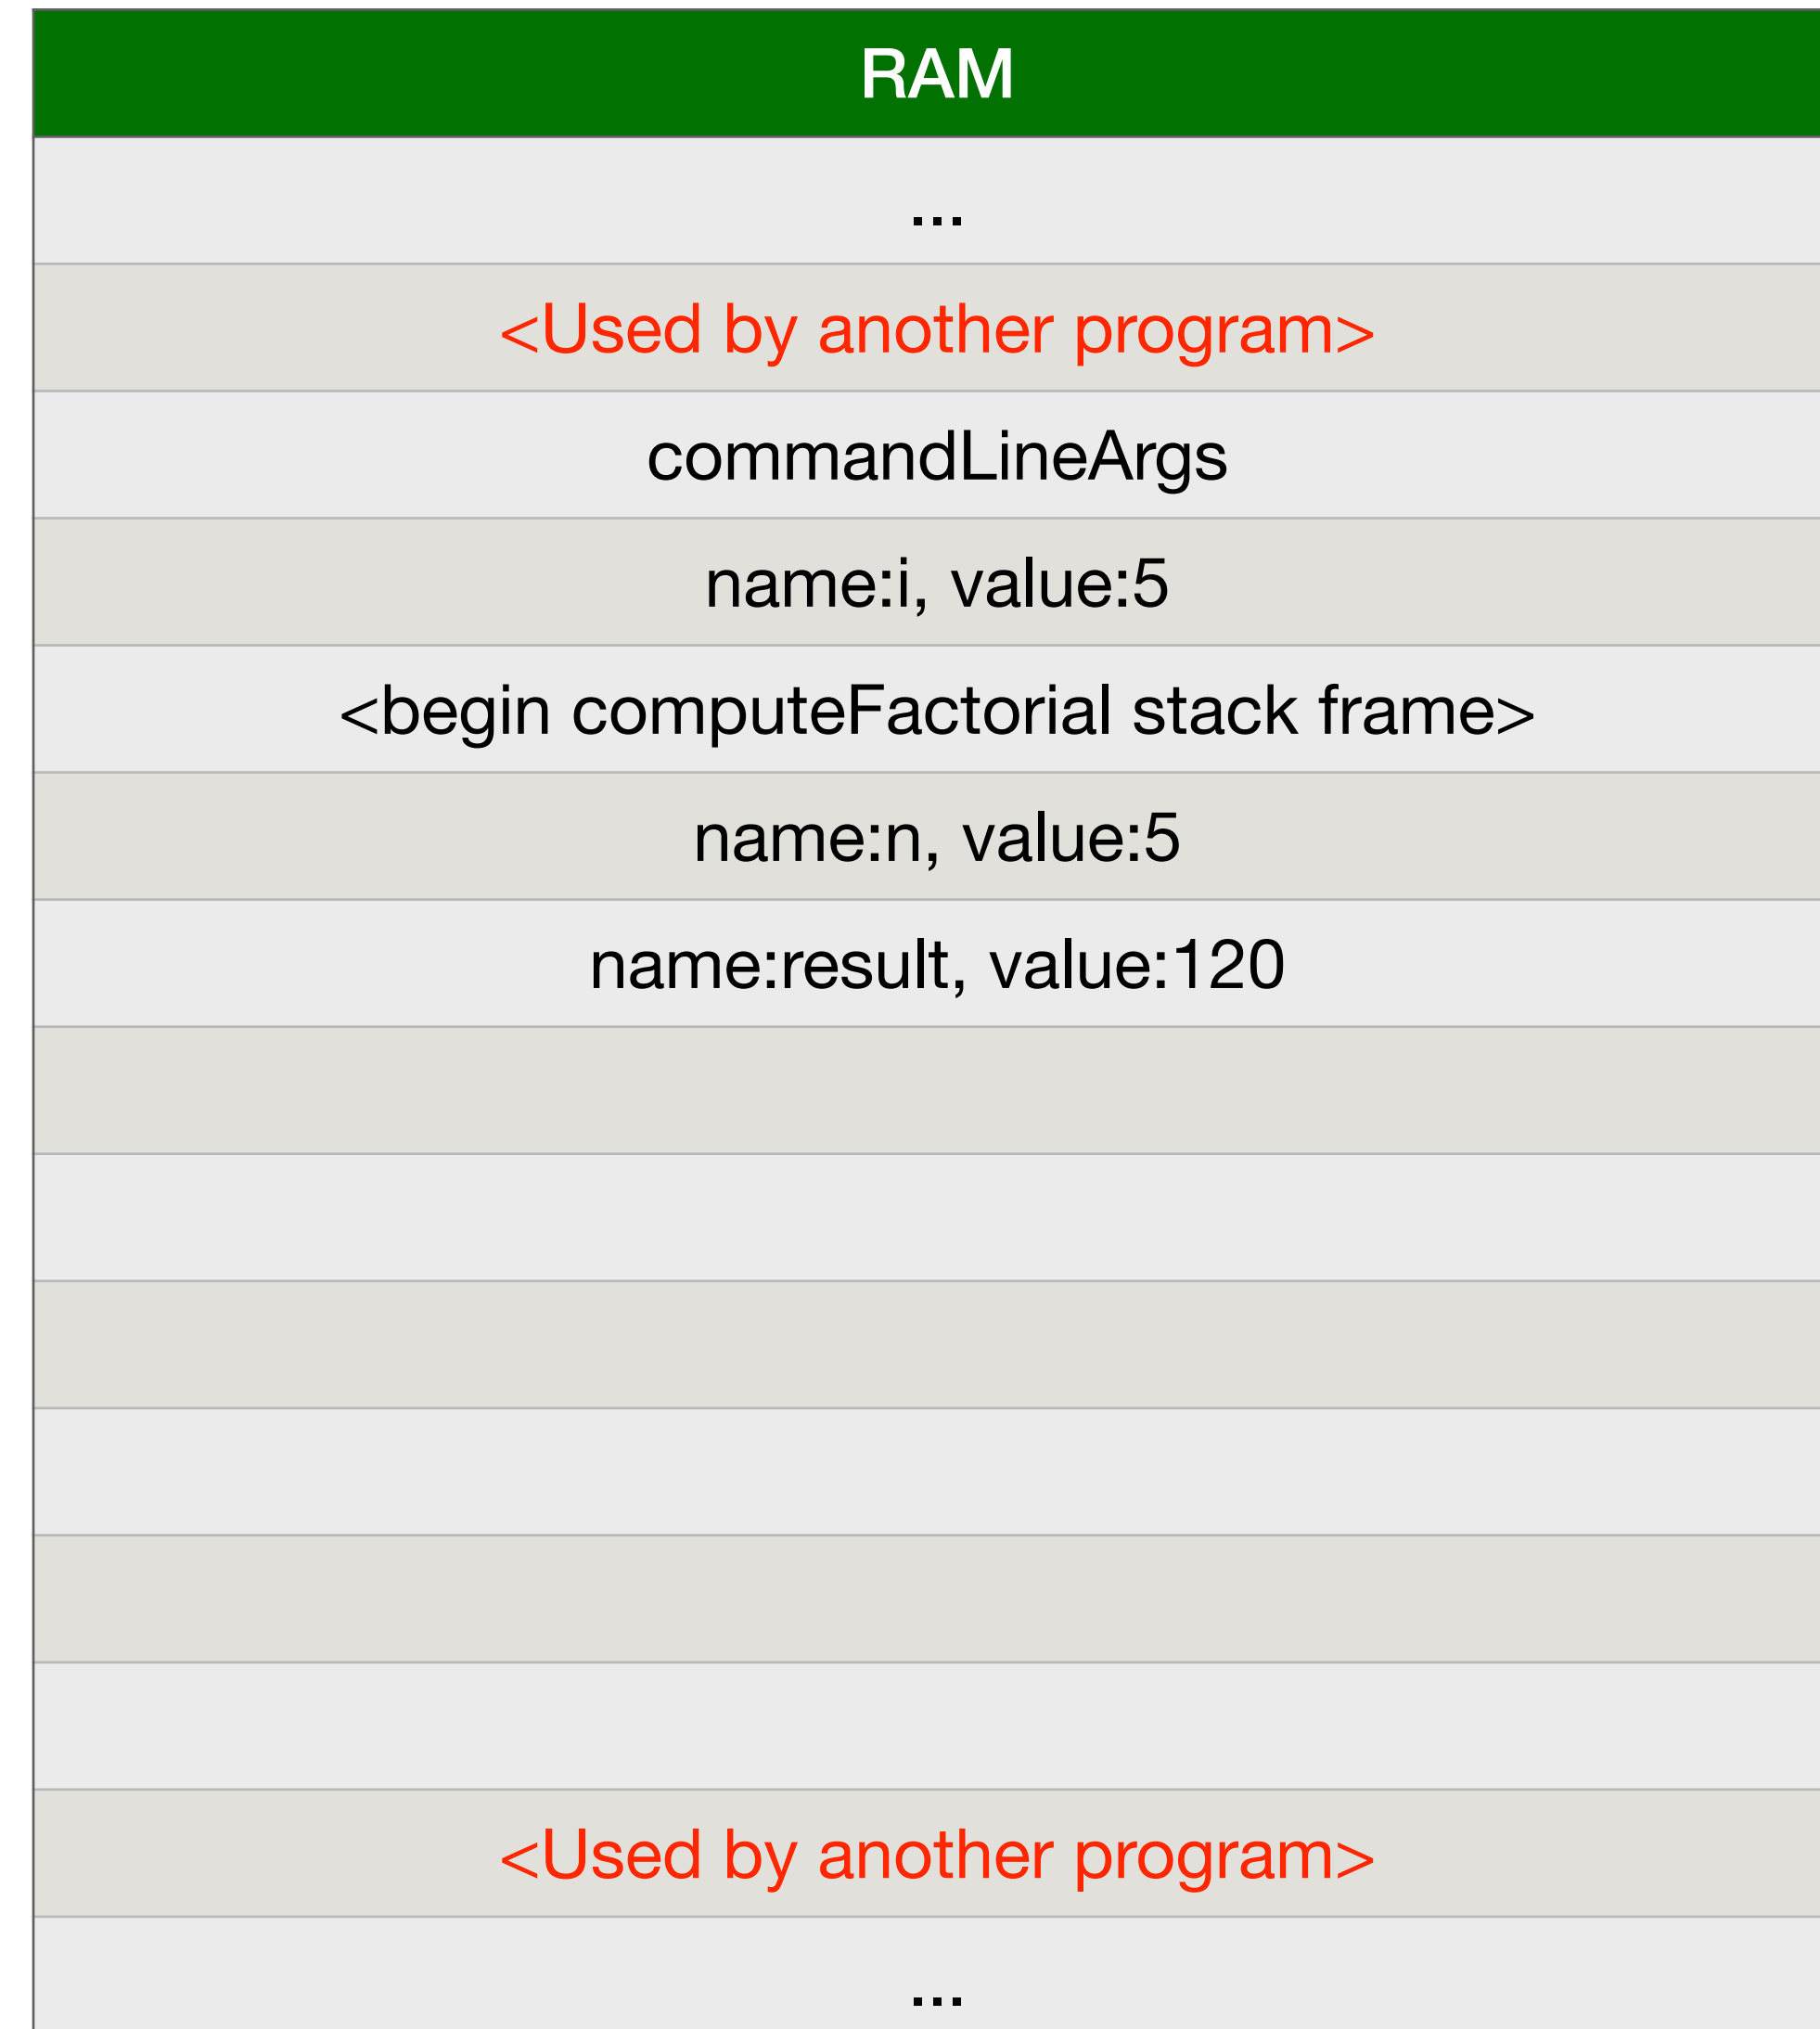 RAM
...
<Used by another program>
commandLineArgs
name:i, value:5
<begin computeFactorial stack frame>
name:n, value:5
name:result, value:120
<Used by another program>
...